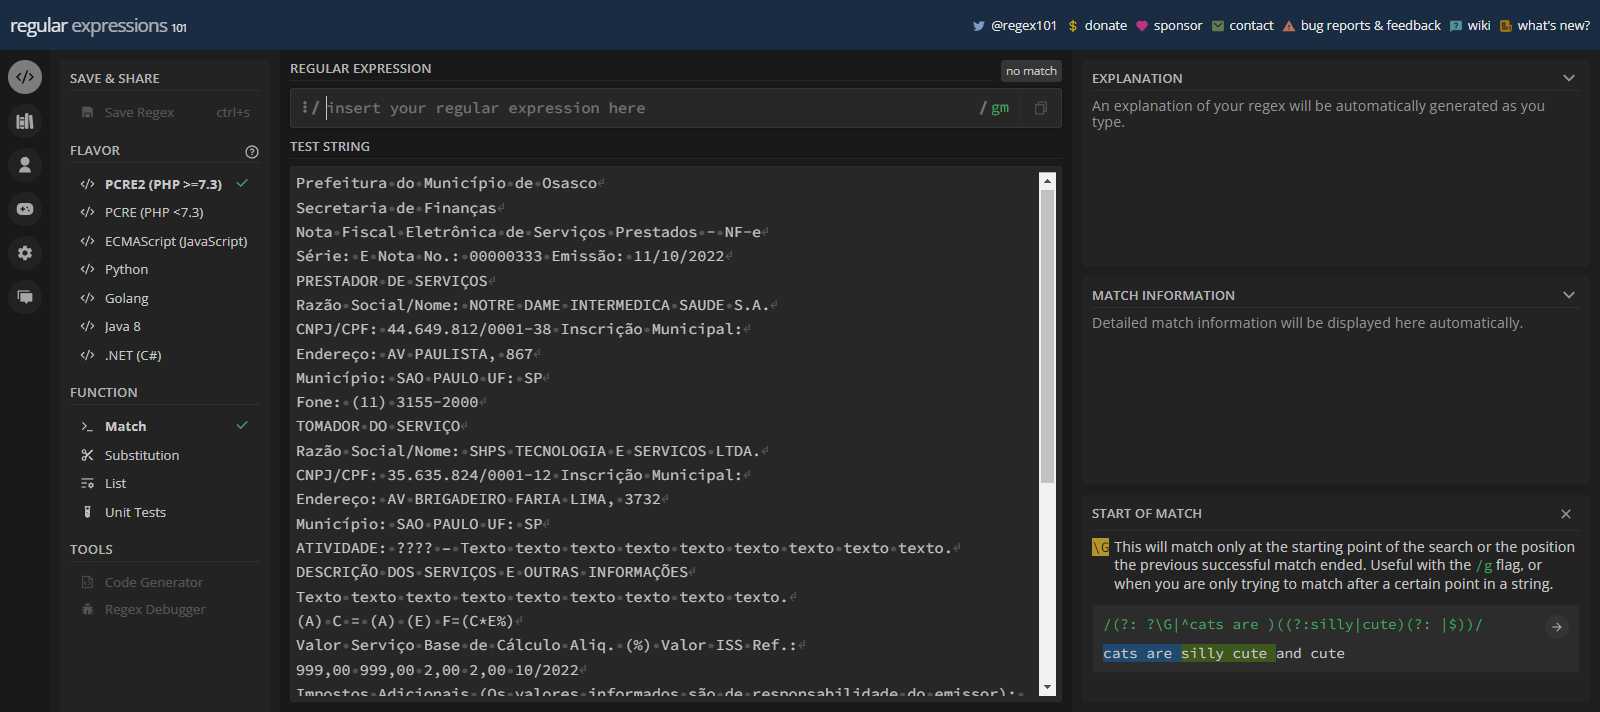 regular expressions 101
@regex101 donate sponsor contact bug reports & feedback wiki what's new?
SAVE & SHARE
Save Regex ctrl+s
FLAVOR
PCRE2 (PHP >=7.3)
PCRE (PHP <7.3)
ECMAScript (JavaScript)
Python
Golang
Java 8
.NET (C#)
FUNCTION
Match
Substitution
List
Unit Tests
TOOLS
Code Generator
Regex Debugger
REGULAR EXPRESSION
no match
/ insert your regular expression here / gm
TEST STRING
Prefeitura do Município de Osasco
Secretaria de Finanças
Nota Fiscal Eletrônica de Serviços Prestados - NF-e
Série: E Nota No.: 00000333 Emissão: 11/10/2022
PRESTADOR DE SERVIÇOS
Razão Social/Nome: NOTRE DAME INTERMEDICA SAUDE S.A.
CNPJ/CPF: 44.649.812/0001-38 Inscrição Municipal:
Endereço: AV PAULISTA, 867
Município: SAO PAULO UF: SP
Fone: (11) 3155-2000
TOMADOR DO SERVIÇO
Razão Social/Nome: SHPS TECNOLOGIA E SERVICOS LTDA.
CNPJ/CPF: 35.635.824/0001-12 Inscrição Municipal:
Endereço: AV BRIGADEIRO FARIA LIMA, 3732
Município: SAO PAULO UF: SP
ATIVIDADE: ???? - Texto texto texto texto texto texto texto texto texto.
DESCRIÇÃO DOS SERVIÇOS E OUTRAS INFORMAÇÕES
Texto texto texto texto texto texto texto texto texto.
(A) C = (A) (E) F=(C*E%)
Valor Serviço Base de Cálculo Aliq. (%) Valor ISS Ref.:
999,00 999,00 2,00 2,00 10/2022
Impostos Adicionais (Os valores informados são de responsabilidade do emissor):
EXPLANATION
An explanation of your regex will be automatically generated as you
type.
MATCH INFORMATION
Detailed match information will be displayed here automatically.
START OF MATCH
\G This will match only at the starting point of the search or the position
the previous successful match ended. Useful with the /g flag, or
when you are only trying to match after a certain point in a string.
/(?: ?\G|^cats are )((?:silly|cute)(?: |$))/
cats are silly cute and cute